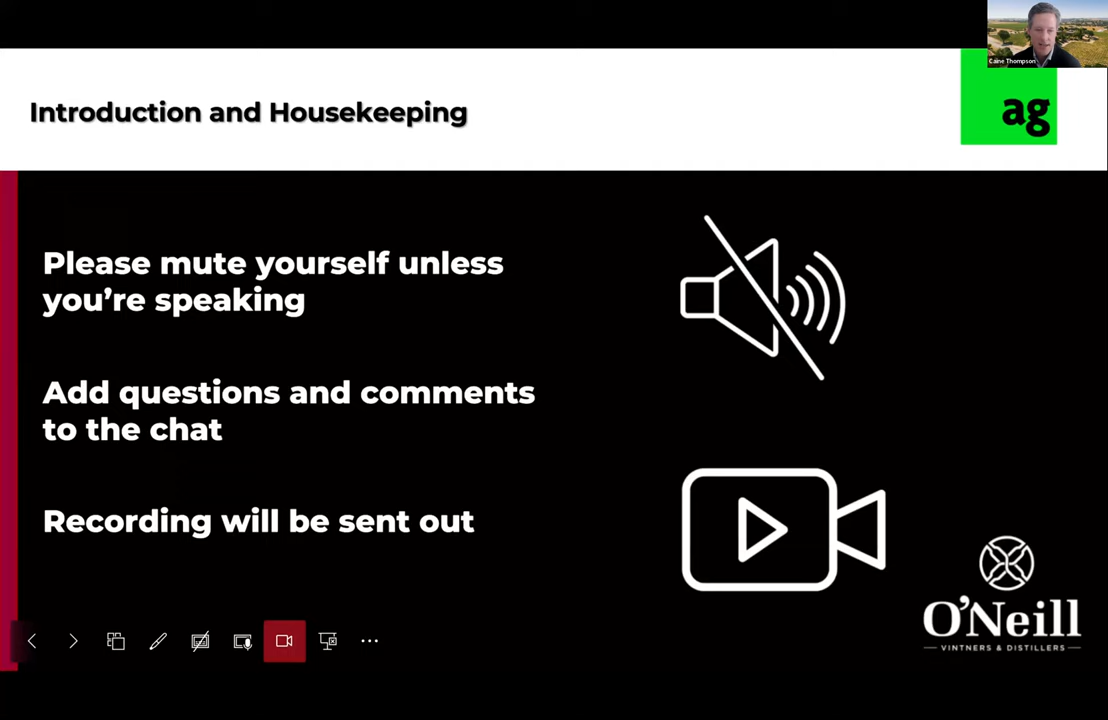 Caine Thompson
Introduction and Housekeeping
ag
Please mute yourself unless
you're speaking
Add questions and comments
to the chat
Recording will be sent out
O'Neill
VINTNERS & DISTILLERS